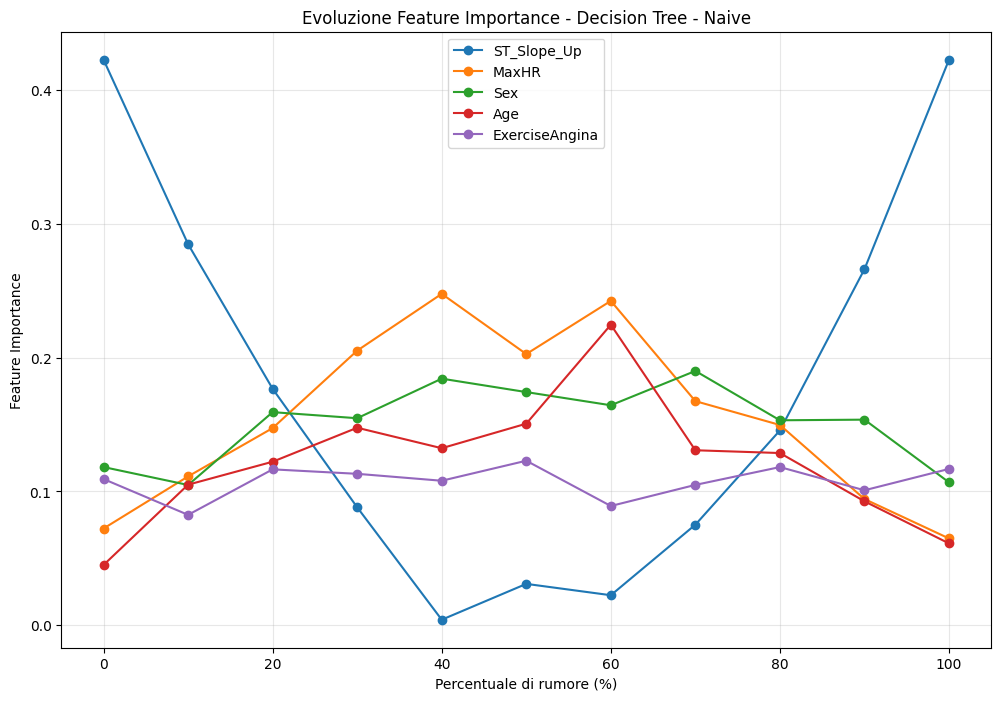 Evoluzione Feature Importance - Decision Tree - Naive
ST_Slope_Up
MaxHR
Sex
Age
ExerciseAngina
Feature Importance
0.4
0.3
0.2
0.1
0.0
0 20 40 60 80 100
Percentuale di rumore (%)